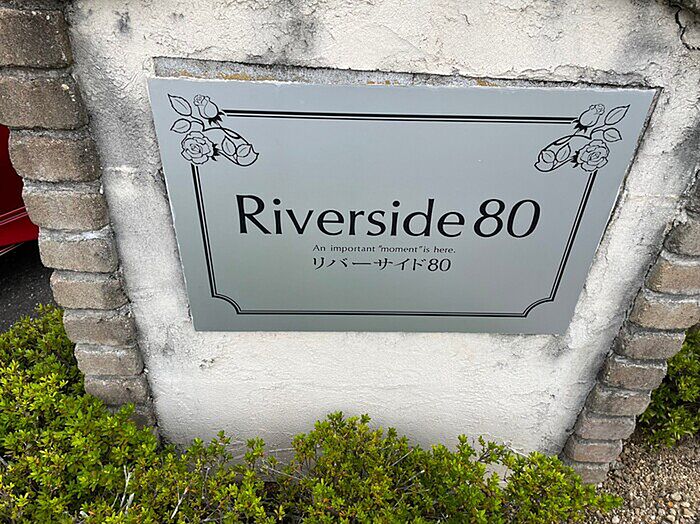 Riverside 80
An important "moment" is here.
リバーサイド80